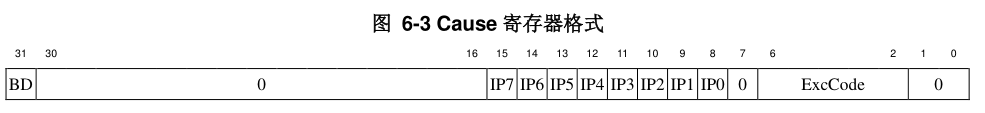 图 6-3 Cause 寄存器格式
31 30 16 15 14 13 12 11 10 9 8 7 6 2 1 0
BD 0 IP7 IP6 IP5 IP4 IP3 IP2 IP1 IP0 0 ExcCode 0